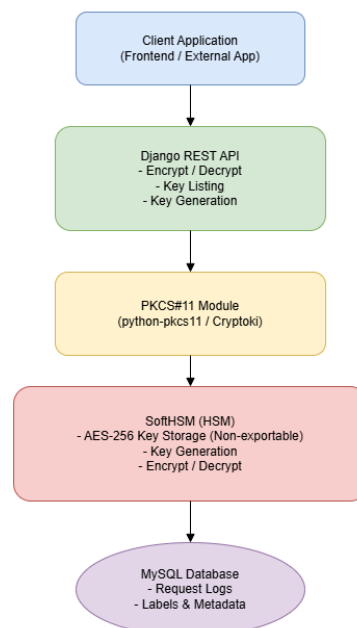 Client Application
(Frontend / External App)
Django REST API
- Encrypt / Decrypt
- Key Listing
- Key Generation
PKCS#11 Module
(python-pkcs11 / Cryptoki)
SoftHSM (HSM)
- AES-256 Key Storage (Non-exportable)
- Key Generation
- Encrypt / Decrypt
MySQL Database
- Request Logs
- Labels & Metadata